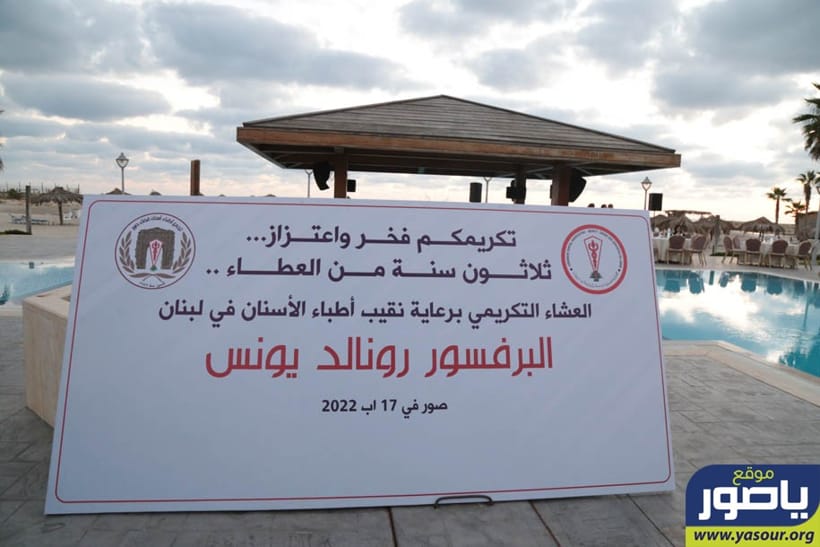 تكريمكم فخر واعتزاز...
ثلاثون سنة من العطاء ..
العشاء التكريمي برعاية نقيب أطباء الأسنان في لبنان
البرفسور رونالد يونس
صور في 17 اب 2022
موقع
ياصور
www.yasour.org